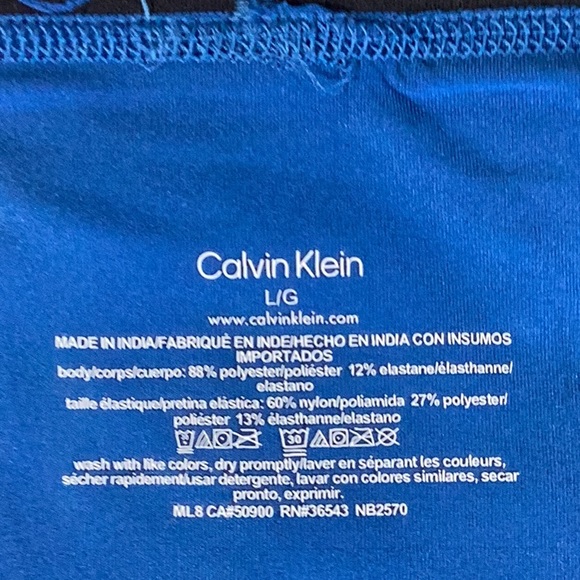 Calvin Klein
L/G
www.calvinklein.com
MADE IN INDIA/FABRIQUÉ EN INDE/HECHO EN INDIA CON INSUMOS
IMPORTADOS
body/corps/cuerpo: 88% polyester/poliéster 12% elastane/élasthanne/
elastano
taille élastique/pretina elástica: 60% nylon/poliamida 27% polyester/
poliéster 13% élasthanne/elastano
30
wash with like colors, dry promptly/laver en séparant les couleurs,
sécher rapidement/usar detergente, lavar con colores similares, secar
pronto, exprimir.
ML8 CA#50900 RN#36543 NB2570